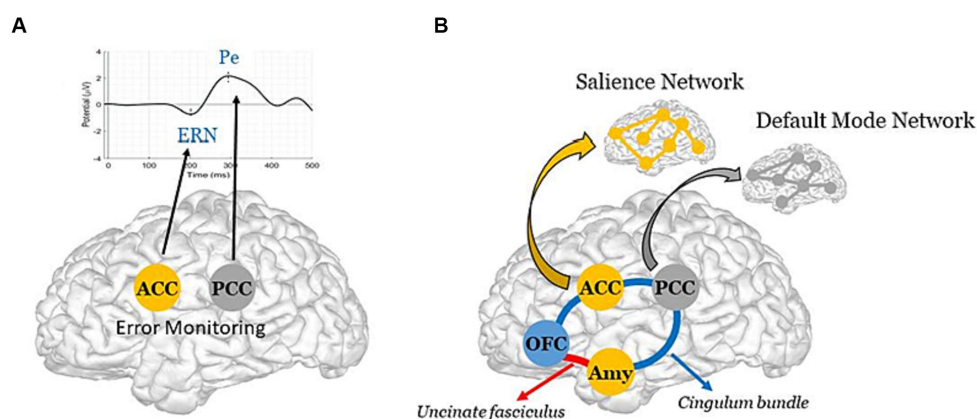 A
Pe
4
2
0
-2
-4
Potential (μV)
ERN
0 100 200 300 400 500
Time (ms)
ACC
PCC
Error Monitoring
B
Salience Network
Default Mode Network
ACC
PCC
OFC
Amy
Uncinate fasciculus
Cingulum bundle